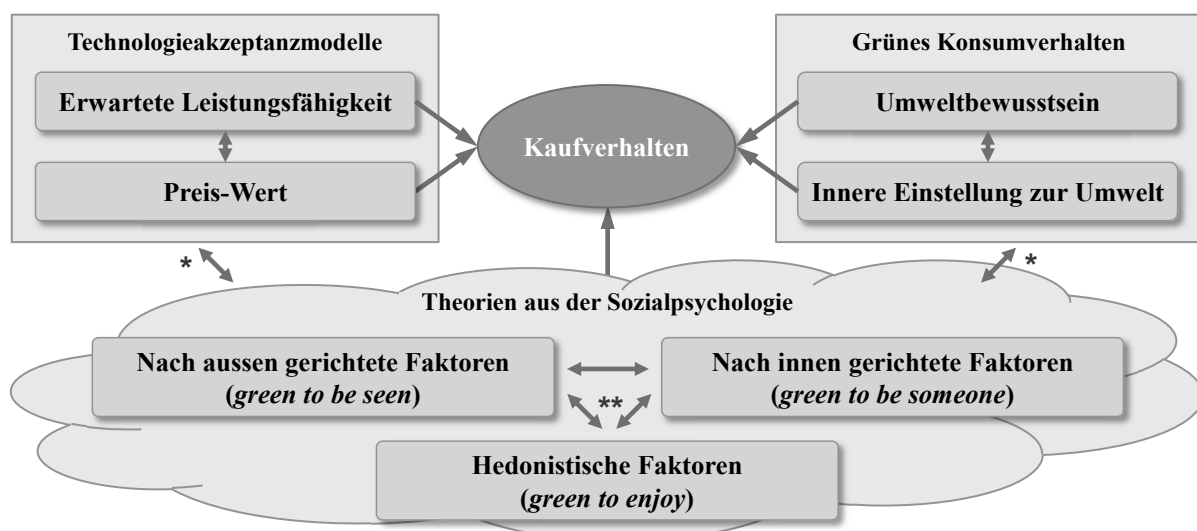 Technologieakzeptanzmodelle
Erwartete Leistungsfähigkeit
Preis-Wert
Kaufverhalten
Grünes Konsumverhalten
Umweltbewusstsein
Innere Einstellung zur Umwelt
*
*
Theorien aus der Sozialpsychologie
Nach aussen gerichtete Faktoren
(green to be seen)
Nach innen gerichtete Faktoren
(green to be someone)
**
Hedonistische Faktoren
(green to enjoy)